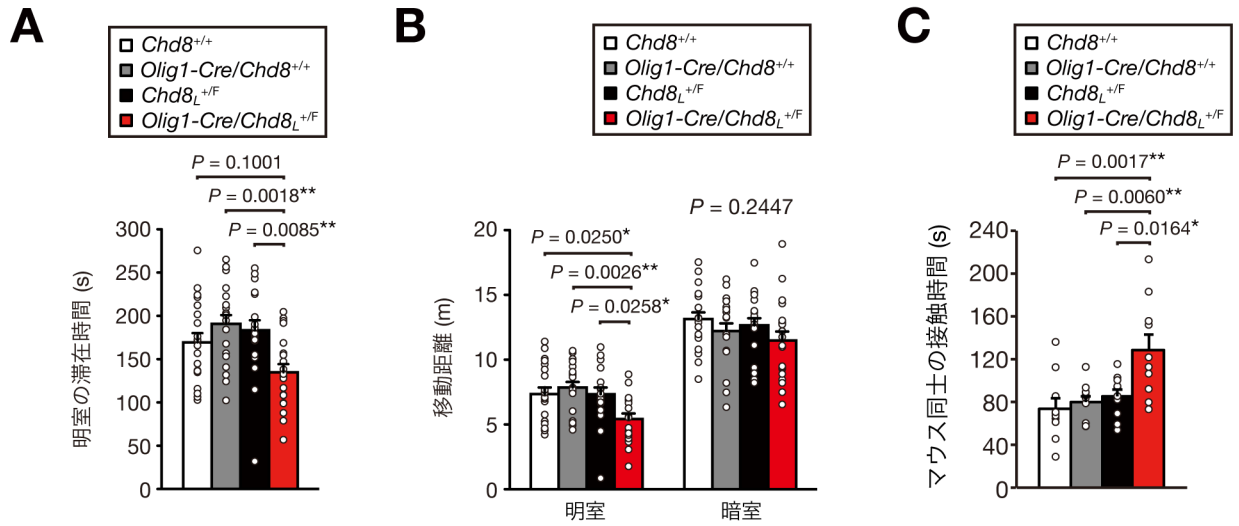 A
Chd8+/+
Olig1-Cre/Chd8+/+
Chd8L+/F
Olig1-Cre/Chd8L+/F
P = 0.1001
P = 0.0018**
P = 0.0085**
明室の滞在時間 (s)
300
250
200
150
100
50
0
B
Chd8+/+
Olig1-Cre/Chd8+/+
Chd8L+/F
Olig1-Cre/Chd8L+/F
P = 0.0250*
P = 0.0026**
P = 0.0258*
P = 0.2447
移動距離 (m)
20
15
10
5
0
明室
暗室
C
Chd8+/+
Olig1-Cre/Chd8+/+
Chd8L+/F
Olig1-Cre/Chd8L+/F
P = 0.0017**
P = 0.0060**
P = 0.0164*
マウス同士の接触時間 (s)
240
200
160
120
80
40
0